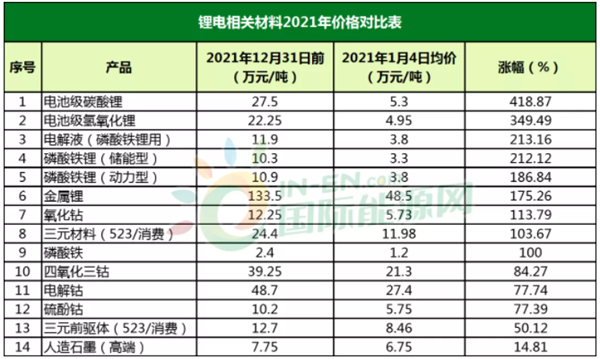 锂电相关材料2021年价格对比表
序号 产品 2021年12月31日前（万元/吨） 2021年1月4日均价（万元/吨） 涨幅（%）
1 电池级碳酸锂 27.5 5.3 418.87
2 电池级氢氧化锂 22.25 4.95 349.49
3 电解液（磷酸铁锂用） 11.9 3.8 213.16
4 磷酸铁锂（储能型） 10.3 3.3 212.12
5 磷酸铁锂（动力型） 10.9 3.8 186.84
6 金属锂 133.5 48.5 175.26
7 氧化钴 12.25 5.73 113.79
8 三元材料（523/消费） 24.4 11.98 103.67
9 磷酸铁 2.4 1.2 100
10 四氧化三钴 39.25 21.3 84.27
11 电解钴 48.7 27.4 77.74
12 硫酚钴 10.2 5.75 77.39
13 三元前驱体（523/消费） 12.7 8.46 50.12
14 人造石墨（高端） 7.75 6.75 14.81
IN-EN.com
国际能源网